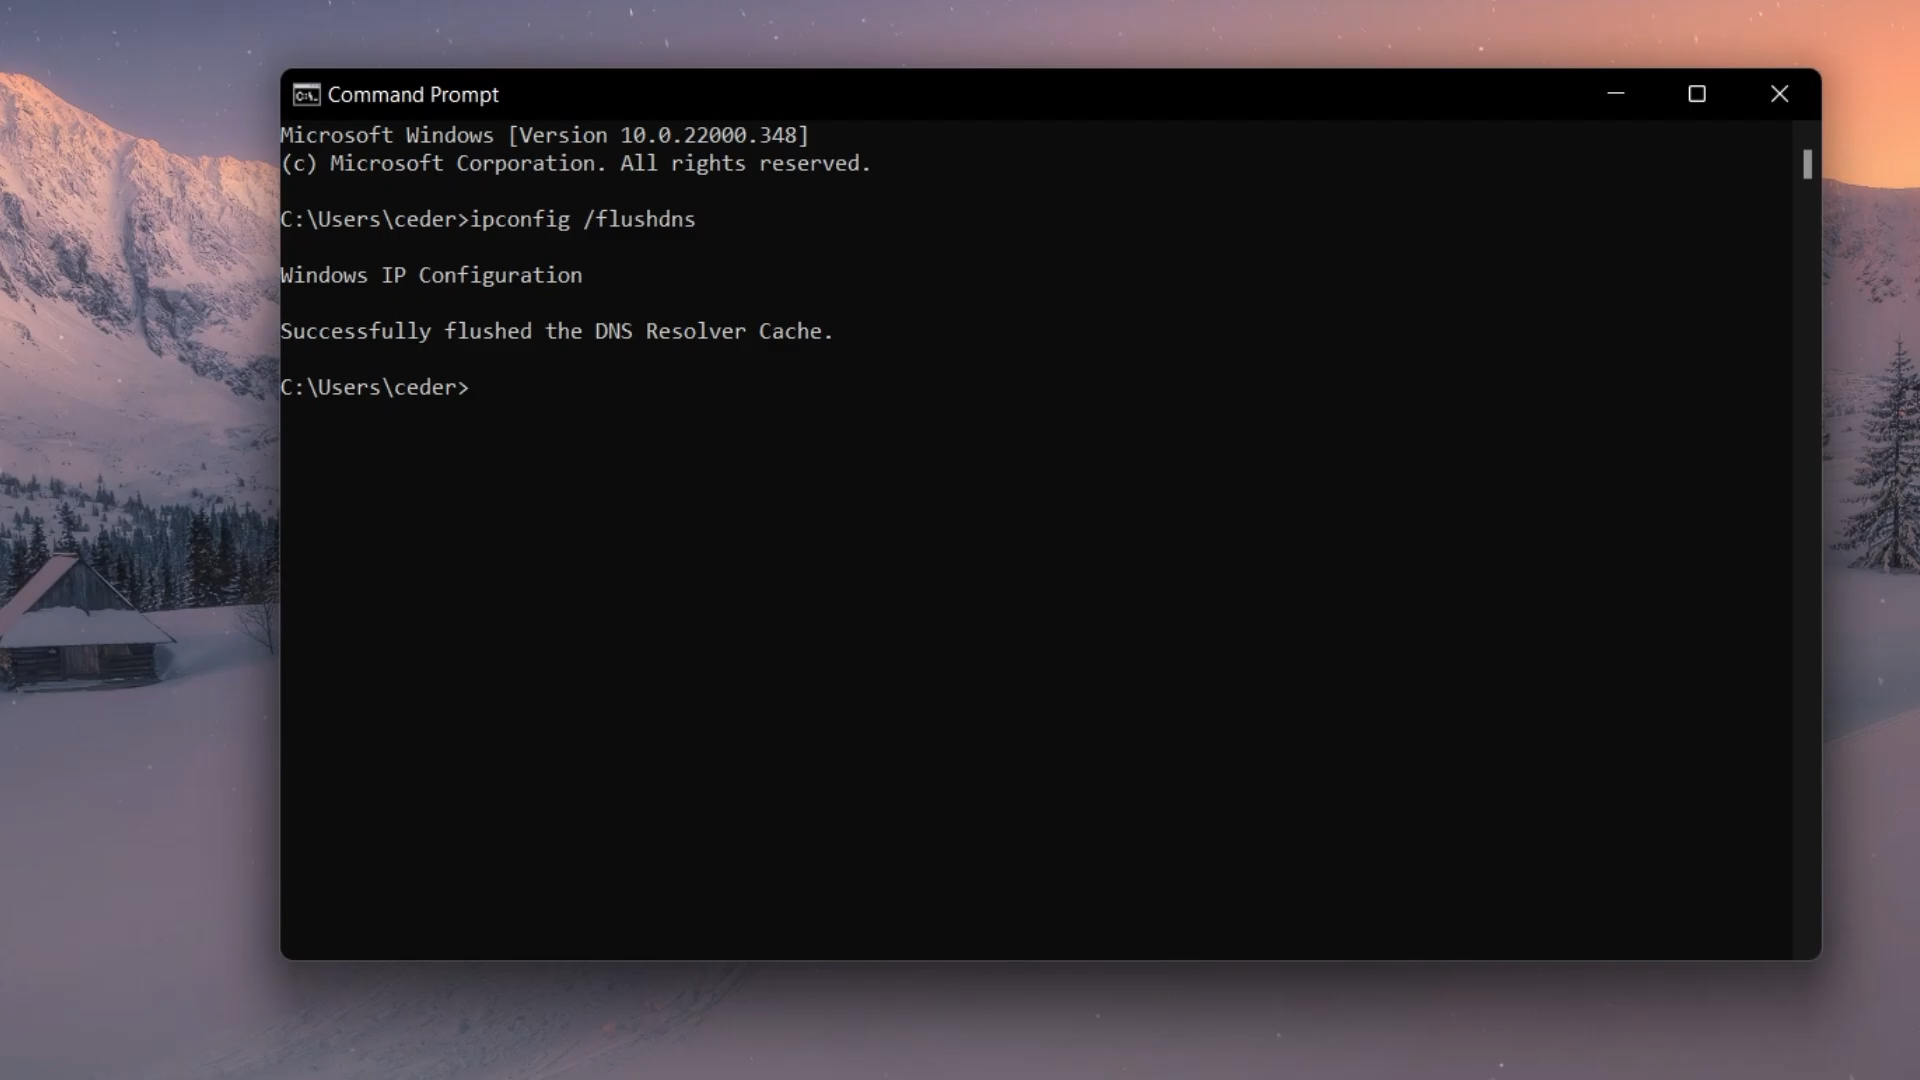 Command Prompt
Microsoft Windows [Version 10.0.22000.348]
(c) Microsoft Corporation. All rights reserved.
C:\Users\ceder>ipconfig /flushdns
Windows IP Configuration
Successfully flushed the DNS Resolver Cache.
C:\Users\ceder>